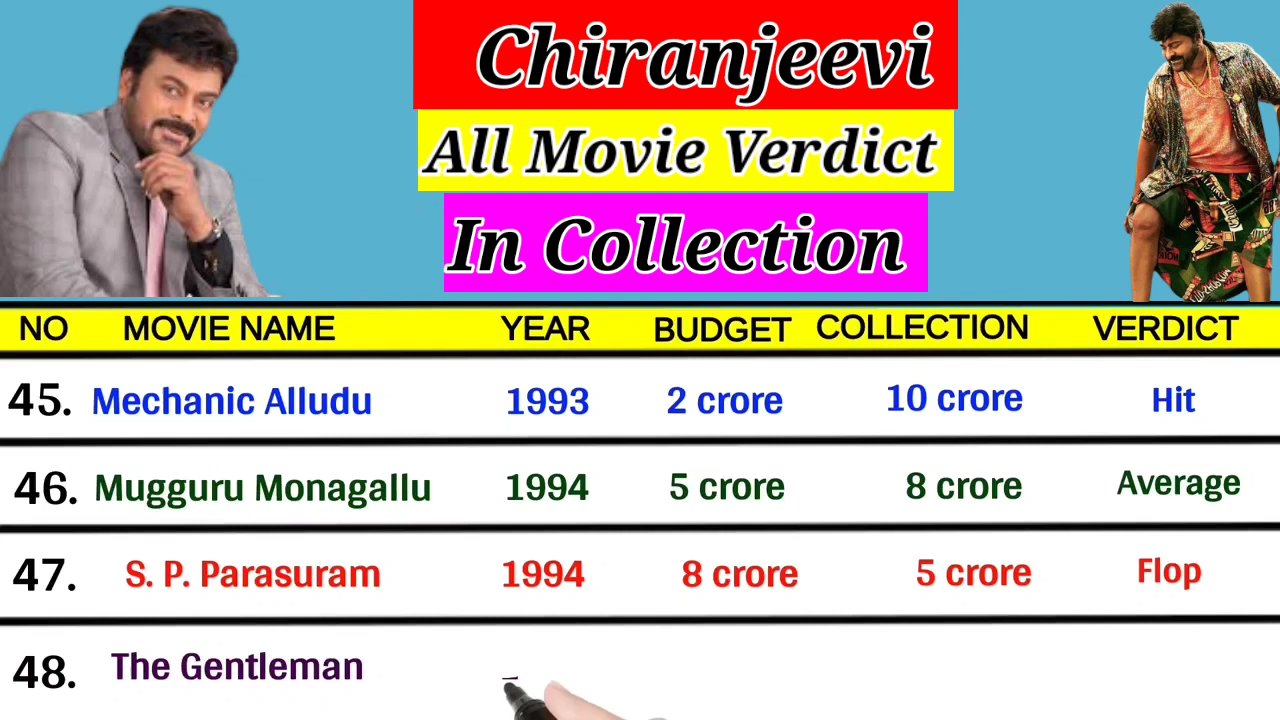 Chiranjeevi
All Movie Verdict
In Collection
NO MOVIE NAME YEAR BUDGET COLLECTION VERDICT
45. Mechanic Alludu 1993 2 crore 10 crore Hit
46. Mugguru Monagallu 1994 5 crore 8 crore Average
47. S. P. Parasuram 1994 8 crore 5 crore Flop
48. The Gentleman